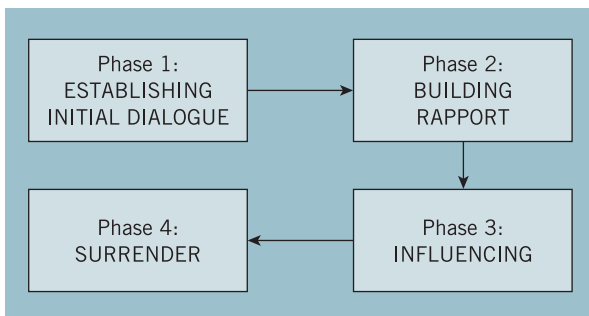 Phase 1:
ESTABLISHING
INITIAL DIALOGUE
Phase 2:
BUILDING
RAPPORT
Phase 3:
INFLUENCING
Phase 4:
SURRENDER